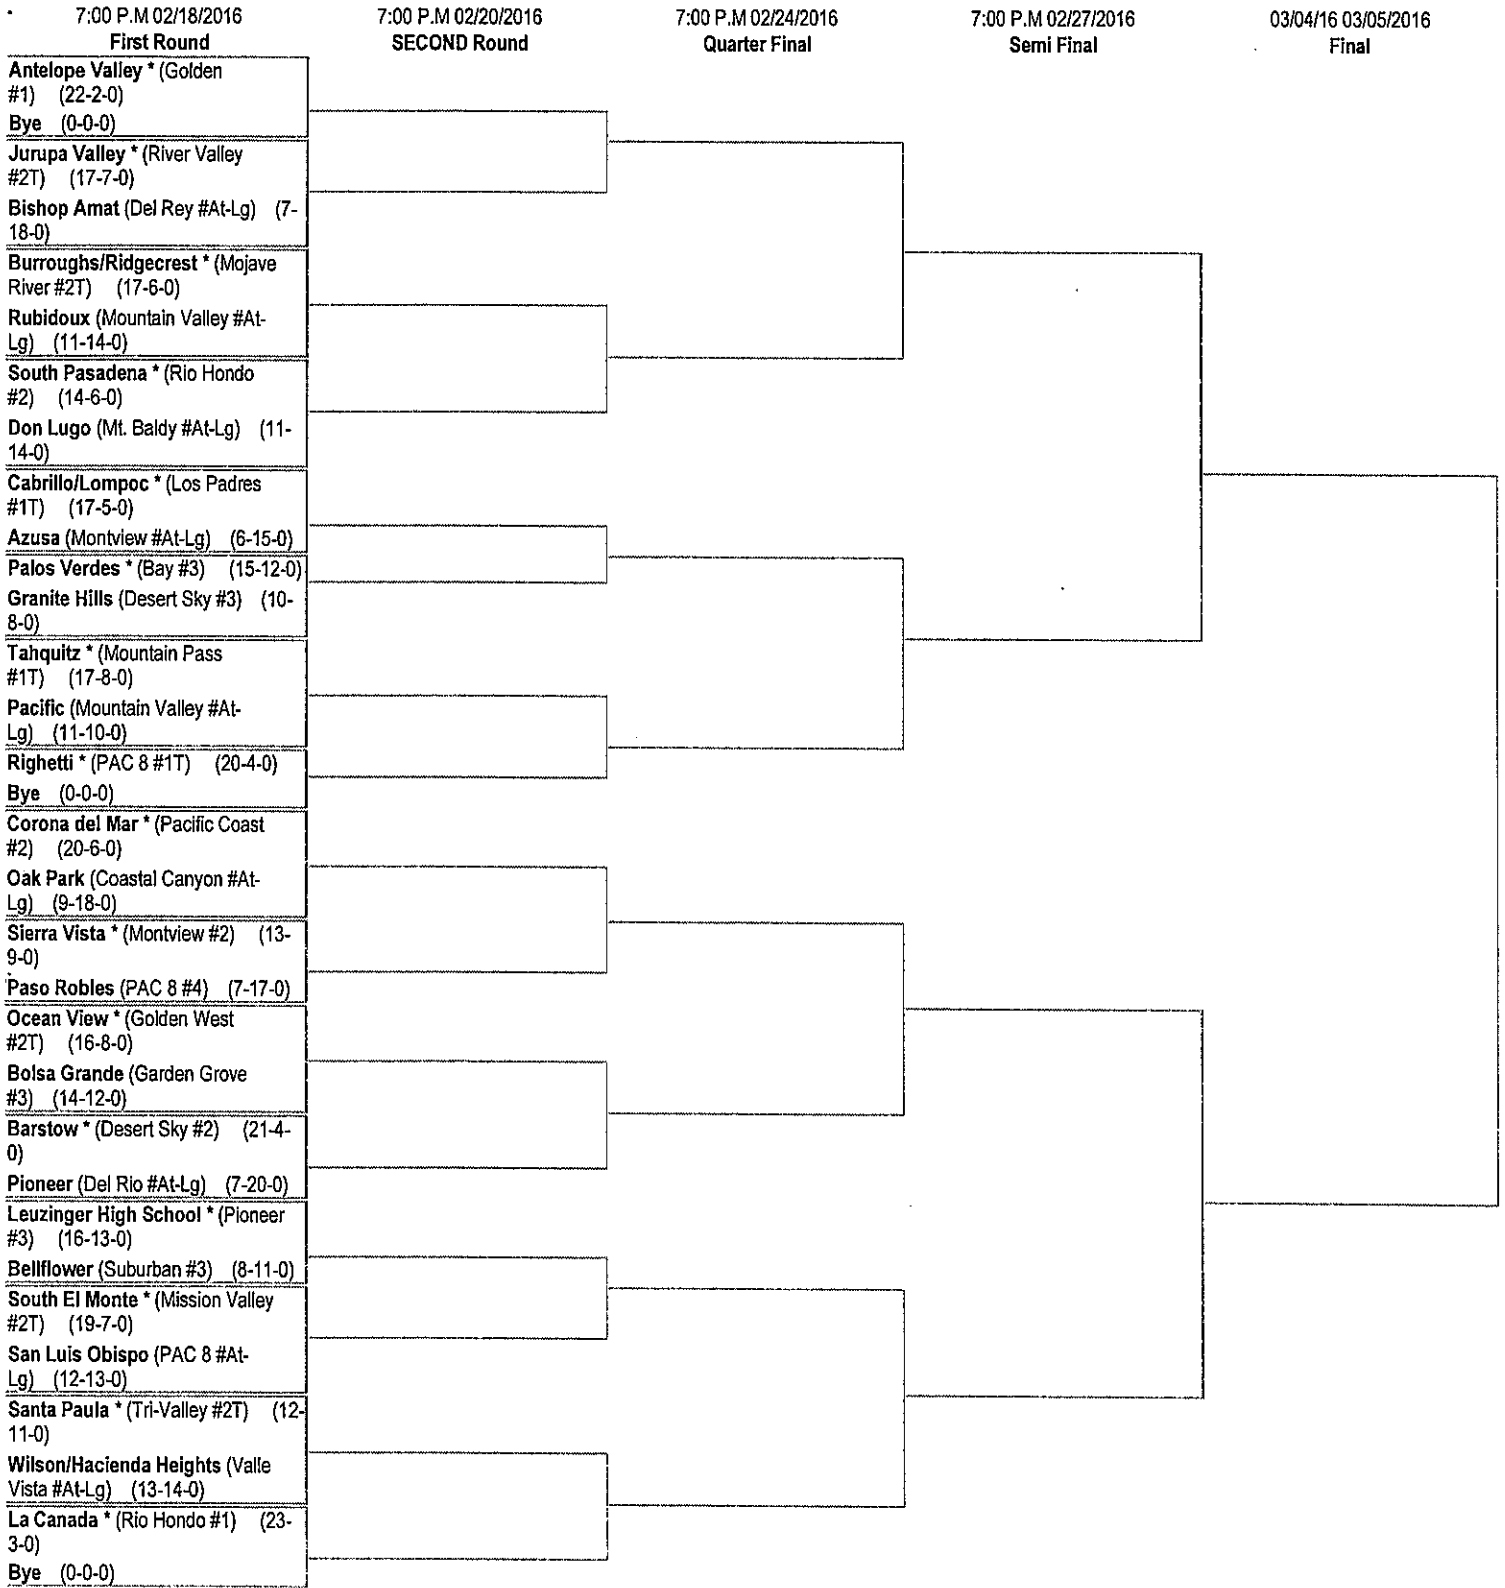 7:00 P.M 02/18/2016
First Round
7:00 P.M 02/20/2016
SECOND Round
7:00 P.M 02/24/2016
Quarter Final
7:00 P.M 02/27/2016
Semi Final
03/04/16 03/05/2016
Final
Antelope Valley * (Golden
#1) (22-2-0)
Bye (0-0-0)
Jurupa Valley * (River Valley
#2T) (17-7-0)
Bishop Amat (Del Rey #At-Lg) (7-
18-0)
Burroughs/Ridgecrest * (Mojave
River #2T) (17-6-0)
Rubidoux (Mountain Valley #At-
Lg) (11-14-0)
South Pasadena * (Rio Hondo
#2) (14-6-0)
Don Lugo (Mt. Baldy #At-Lg) (11-
14-0)
Cabrillo/Lompoc * (Los Padres
#1T) (17-5-0)
Azusa (Montview #At-Lg) (6-15-0)
Palos Verdes * (Bay #3) (15-12-0)
Granite Hills (Desert Sky #3) (10-
8-0)
Tahquitz * (Mountain Pass
#1T) (17-8-0)
Pacific (Mountain Valley #At-
Lg) (11-10-0)
Righetti * (PAC 8 #1T) (20-4-0)
Bye (0-0-0)
Corona del Mar * (Pacific Coast
#2) (20-6-0)
Oak Park (Coastal Canyon #At-
Lg) (9-18-0)
Sierra Vista * (Montview #2) (13-
9-0)
Paso Robles (PAC 8 #4) (7-17-0)
Ocean View * (Golden West
#2T) (16-8-0)
Bolsa Grande (Garden Grove
#3) (14-12-0)
Barstow * (Desert Sky #2) (21-4-
0)
Pioneer (Del Rio #At-Lg) (7-20-0)
Leuzinger High School * (Pioneer
#3) (16-13-0)
Bellflower (Suburban #3) (8-11-0)
South El Monte * (Mission Valley
#2T) (19-7-0)
San Luis Obispo (PAC 8 #At-
Lg) (12-13-0)
Santa Paula * (Tri-Valley #2T) (12-
11-0)
Wilson/Hacienda Heights (Valle
Vista #At-Lg) (13-14-0)
La Canada * (Rio Hondo #1) (23-
3-0)
Bye (0-0-0)